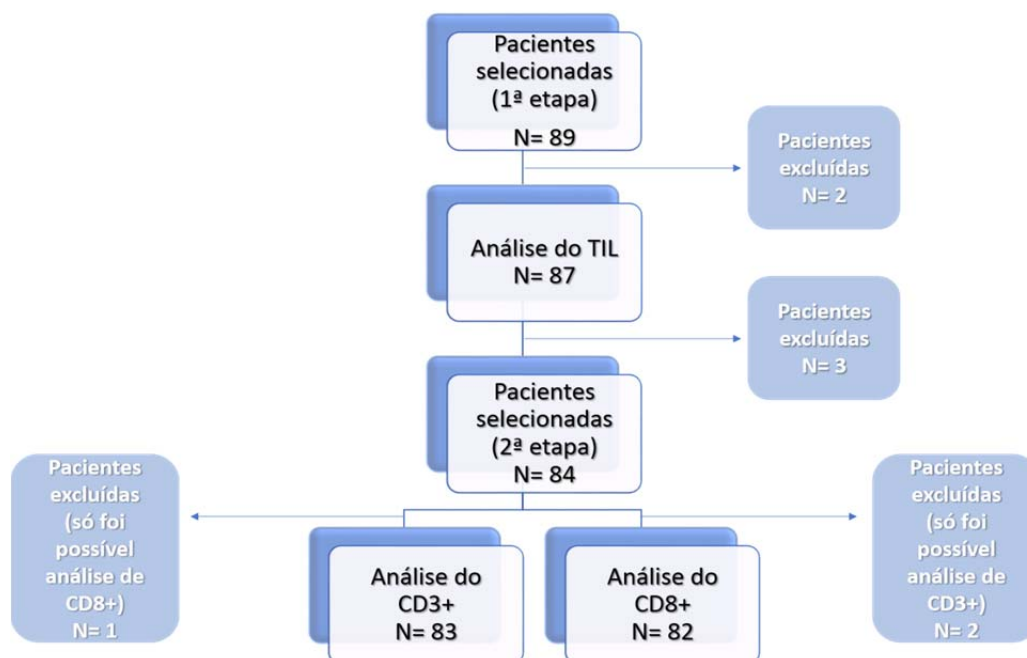 Pacientes
selecionadas
(1ª etapa)
N= 89
Pacientes
excluídas
N= 2
Análise do TIL
N= 87
Pacientes
excluídas
N= 3
Pacientes
selecionadas
(2ª etapa)
N= 84
Pacientes
excluídas
(só foi
possível
análise de
CD8+)
N= 1
Análise do
CD3+
N= 83
Análise do
CD8+
N= 82
Pacientes
excluídas
(só foi
possível
análise de
CD3+)
N= 2